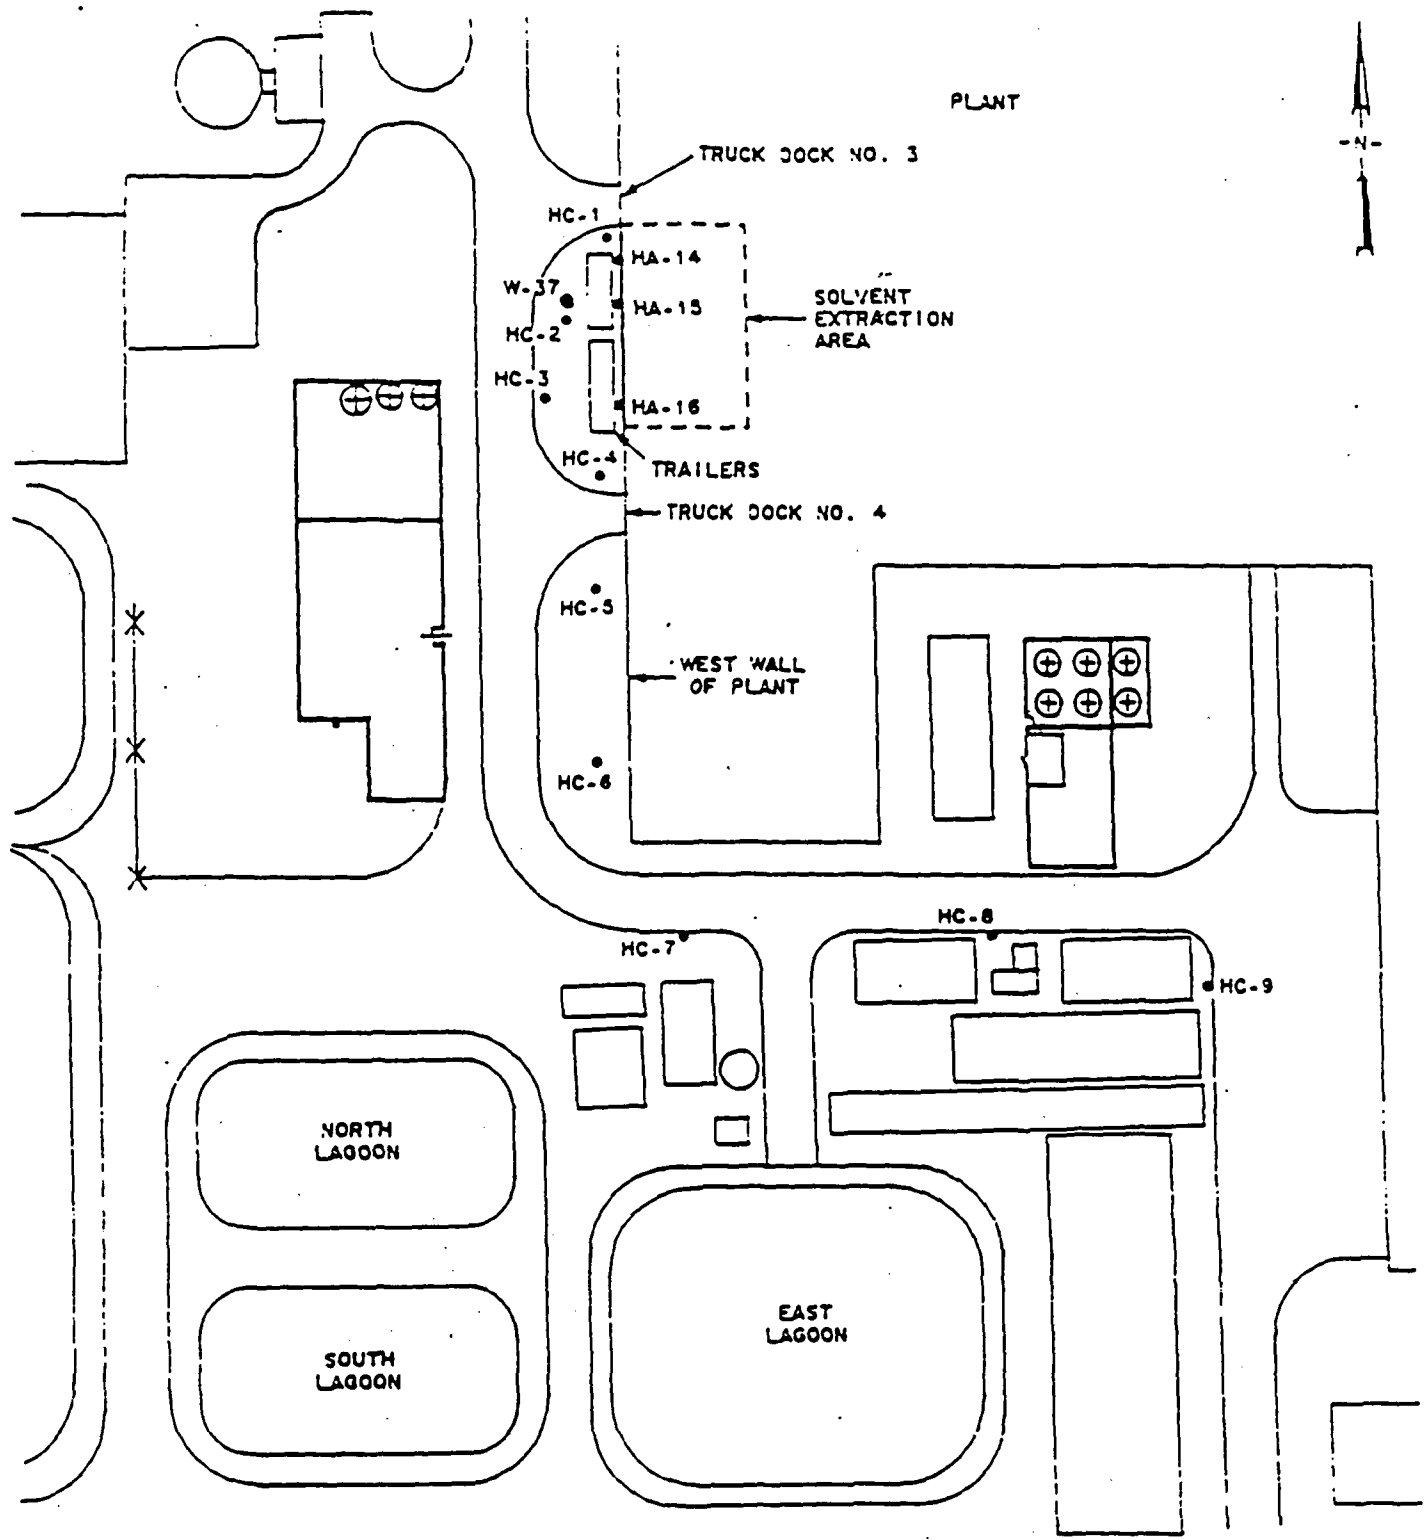 PLANT
TRUCK DOCK NO. 3
-N-
HC-1
HA-14
W-37
HA-15
SOLVENT
EXTRACTION
AREA
HC-2
HC-3
HA-16
HC-4
TRAILERS
TRUCK DOCK NO. 4
HC-5
WEST WALL
OF PLANT
HC-6
HC-8
HC-7
HC-9
NORTH
LAGOON
EAST
LAGOON
SOUTH
LAGOON